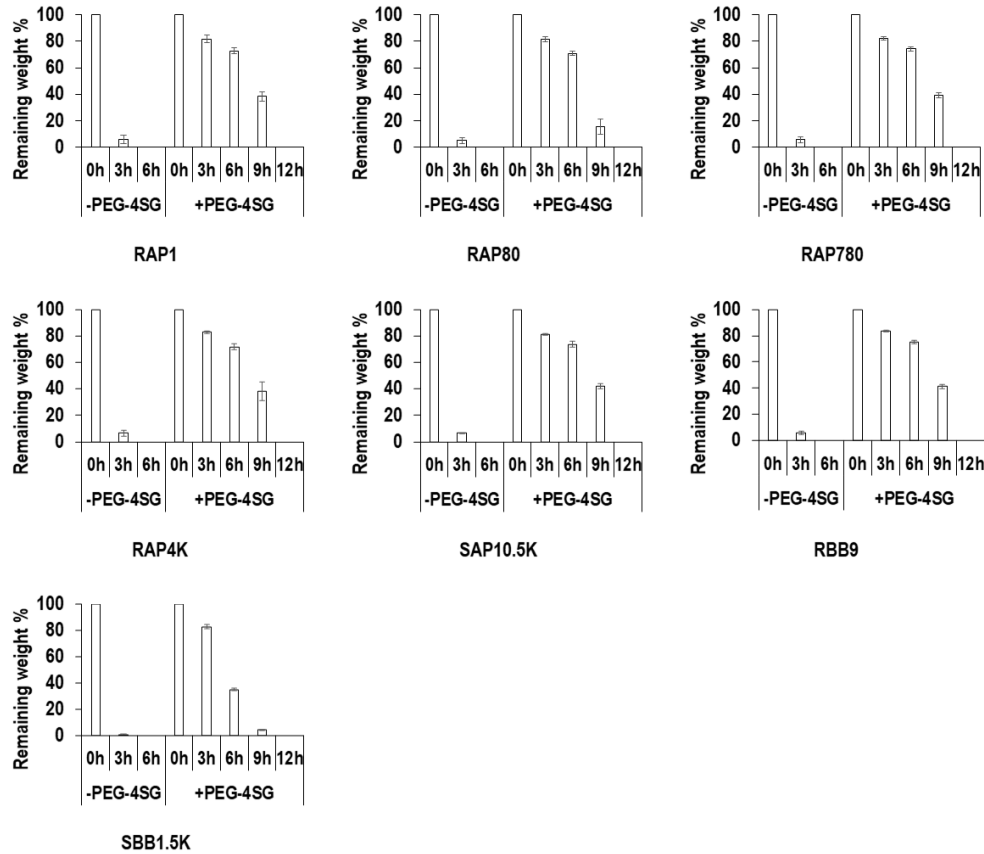 Remaining weight %
100
80
60
40
20
0
0h 3h 6h 0h 3h 6h 9h 12h
-PEG-4SG +PEG-4SG
RAP1
Remaining weight %
100
80
60
40
20
0
0h 3h 6h 0h 3h 6h 9h 12h
-PEG-4SG +PEG-4SG
RAP80
Remaining weight %
100
80
60
40
20
0
0h 3h 6h 0h 3h 6h 9h 12h
-PEG-4SG +PEG-4SG
RAP780
Remaining weight %
100
80
60
40
20
0
0h 3h 6h 0h 3h 6h 9h 12h
-PEG-4SG +PEG-4SG
RAP4K
Remaining weight %
100
80
60
40
20
0
0h 3h 6h 0h 3h 6h 9h 12h
-PEG-4SG +PEG-4SG
SAP10.5K
Remaining weight %
100
80
60
40
20
0
0h 3h 6h 0h 3h 6h 9h 12h
-PEG-4SG +PEG-4SG
RBB9
Remaining weight %
100
80
60
40
20
0
0h 3h 6h 0h 3h 6h 9h 12h
-PEG-4SG +PEG-4SG
SBB1.5K